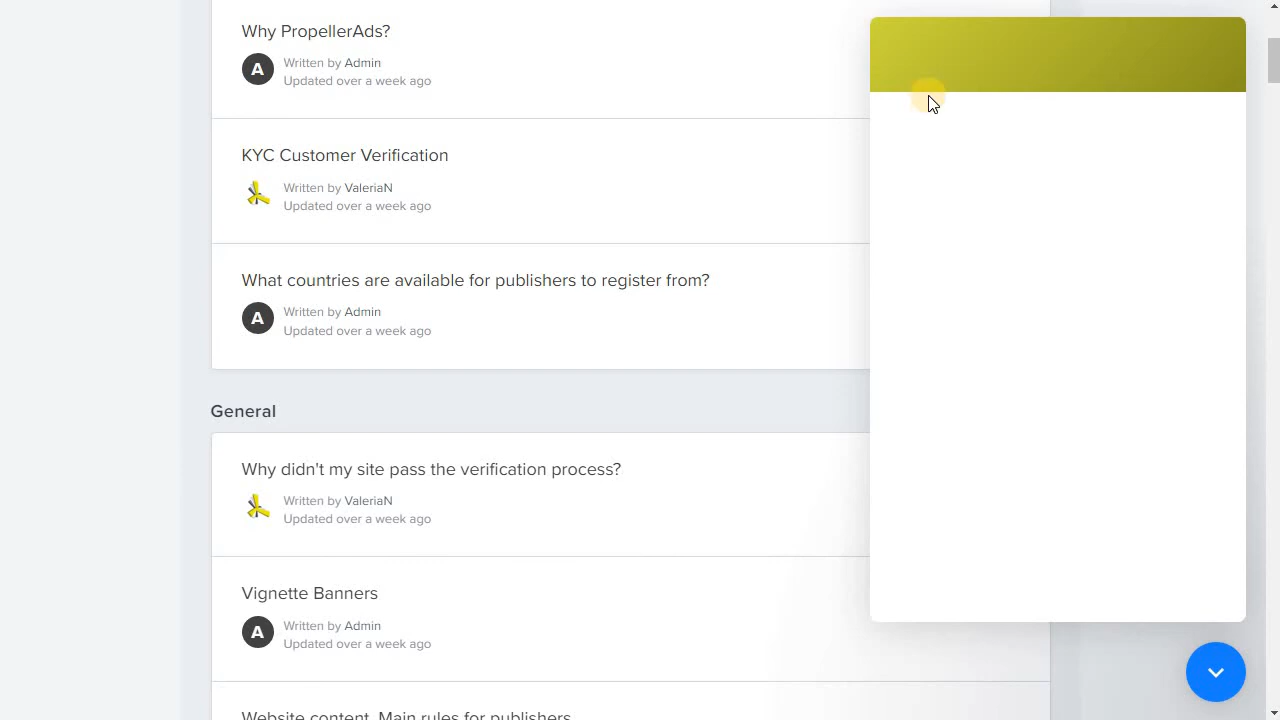 Why PropellerAds?
A
Written by Admin
Updated over a week ago
KYC Customer Verification
Written by ValeriaN
Updated over a week ago
What countries are available for publishers to register from?
A
Written by Admin
Updated over a week ago
General
Why didn't my site pass the verification process?
Written by ValeriaN
Updated over a week ago
Vignette Banners
A
Written by Admin
Updated over a week ago
Website content. Main rules for publishers